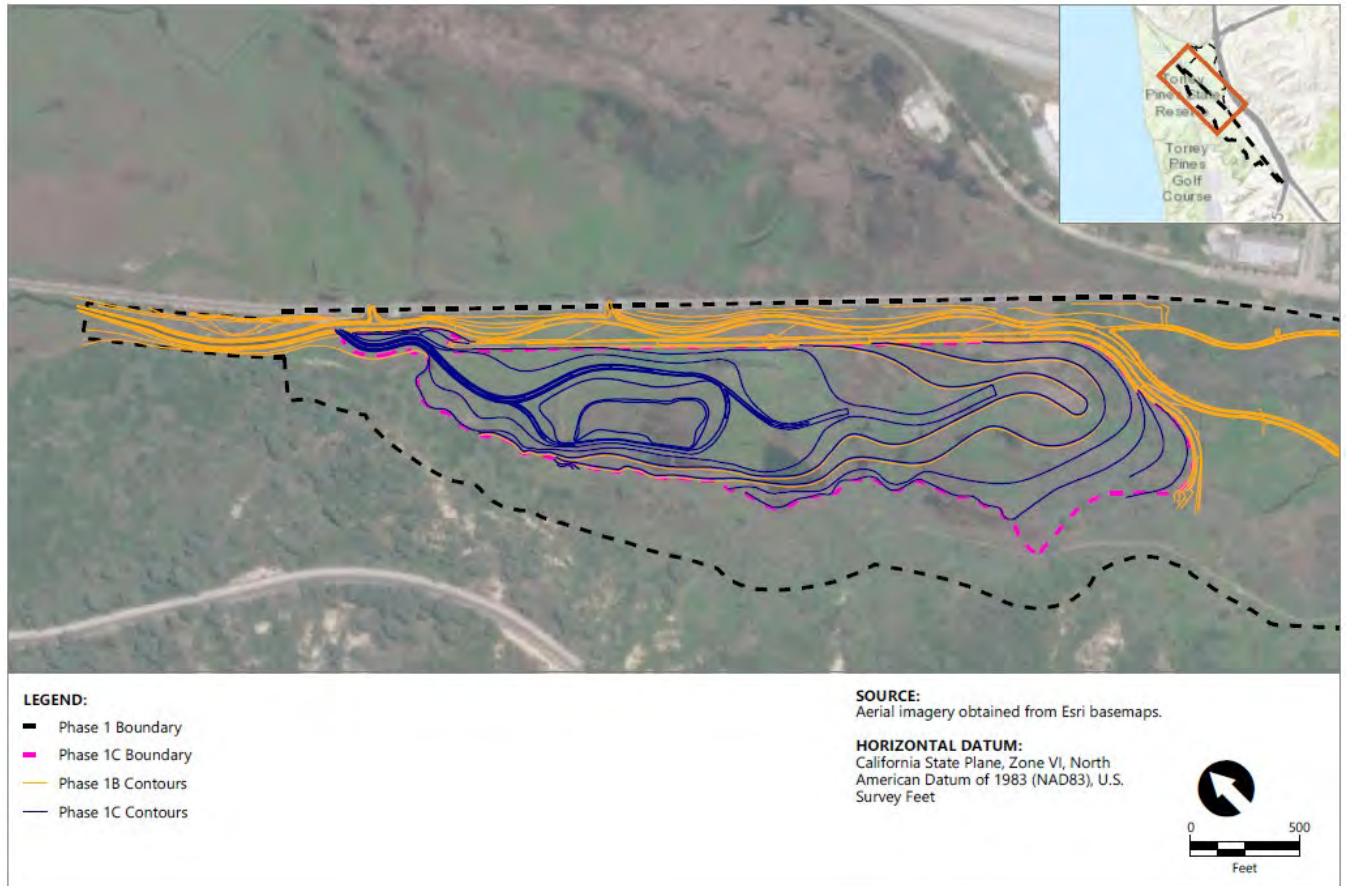 Torrey
Pines State
Reserve
Torrey
Pines
Golf
Course
LEGEND:
Phase 1 Boundary
Phase 1C Boundary
Phase 1B Contours
Phase 1C Contours
SOURCE:
Aerial imagery obtained from Esri basemaps.
HORIZONTAL DATUM:
California State Plane, Zone VI, North
American Datum of 1983 (NAD83), U.S.
Survey Feet
0 500
Feet